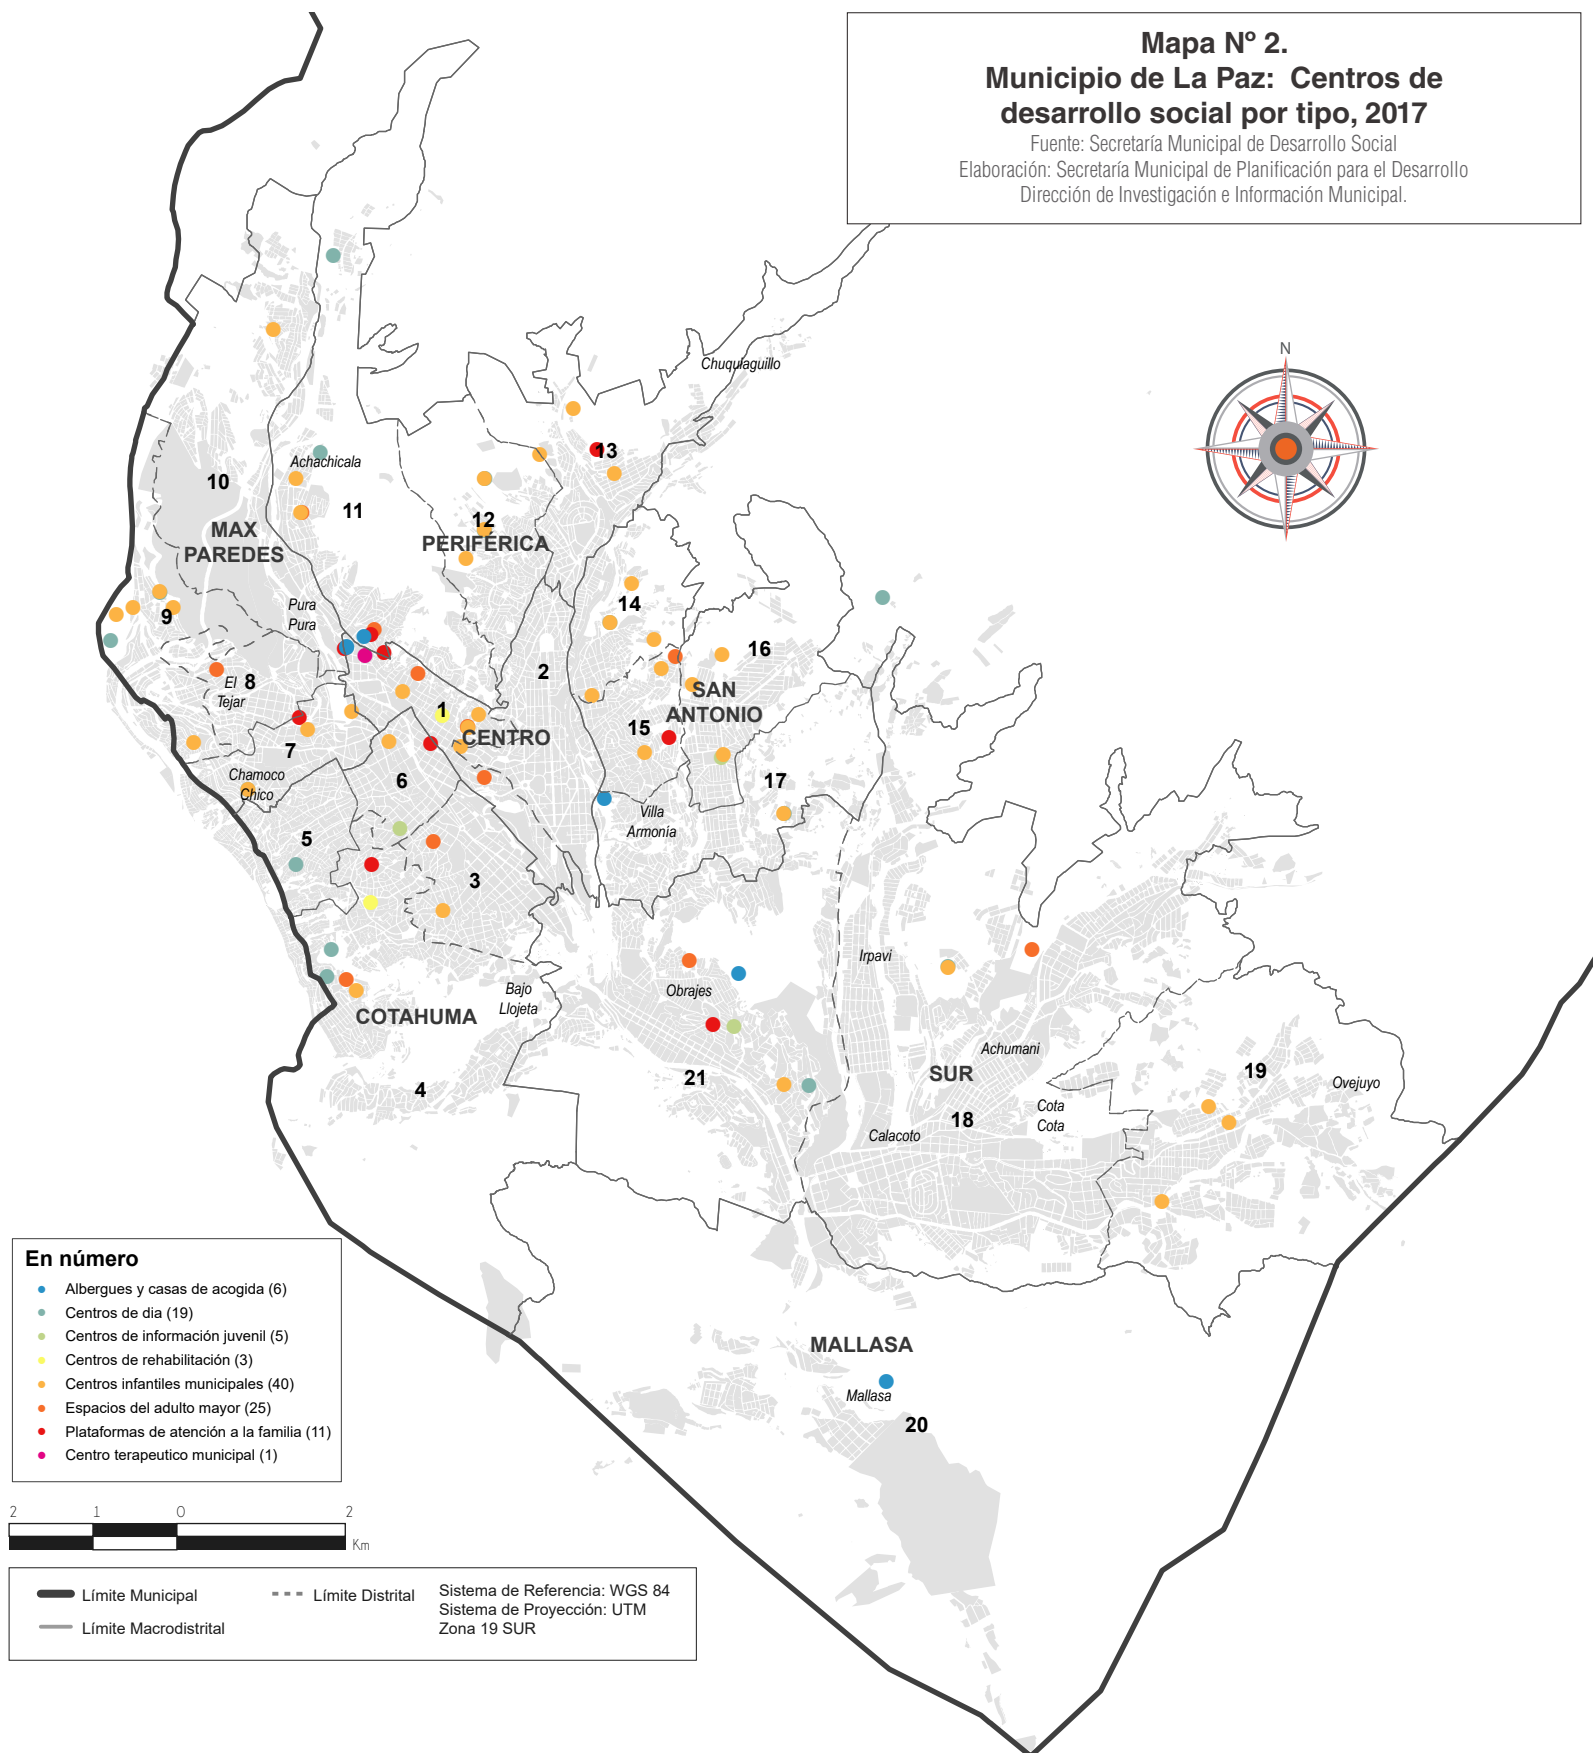 Mapa Nº 2.
Municipio de La Paz: Centros de
desarrollo social por tipo, 2017
Fuente: Secretaría Municipal de Desarrollo Social
Elaboración: Secretaría Municipal de Planificación para el Desarrollo
Dirección de Investigación e Información Municipal.
N
Chuquiaguillo
13
Achachicala
10
11
12
MAX
PAREDES
PERIFÉRICA
9
Pura
Pura
14
2
16
8
El
Tejar
SAN
ANTONIO
1
CENTRO
15
7
6
17
Chamoco
Chico
Villa
Armonía
5
3
Irpavi
Bajo
Llojeta
Obrajes
COTAHUMA
Achumani
4
21
SUR
19
Ovejuyo
18
Cota
Cota
Calacoto
MALLASA
Mallasa
20
En número
Albergues y casas de acogida (6)
Centros de dia (19)
Centros de información juvenil (5)
Centros de rehabilitación (3)
Centros infantiles municipales (40)
Espacios del adulto mayor (25)
Plataformas de atención a la familia (11)
Centro terapeutico municipal (1)
2 1 0 2
Km
Límite Municipal
Límite Macrodistrital
Límite Distrital
Sistema de Referencia: WGS 84
Sistema de Proyección: UTM
Zona 19 SUR